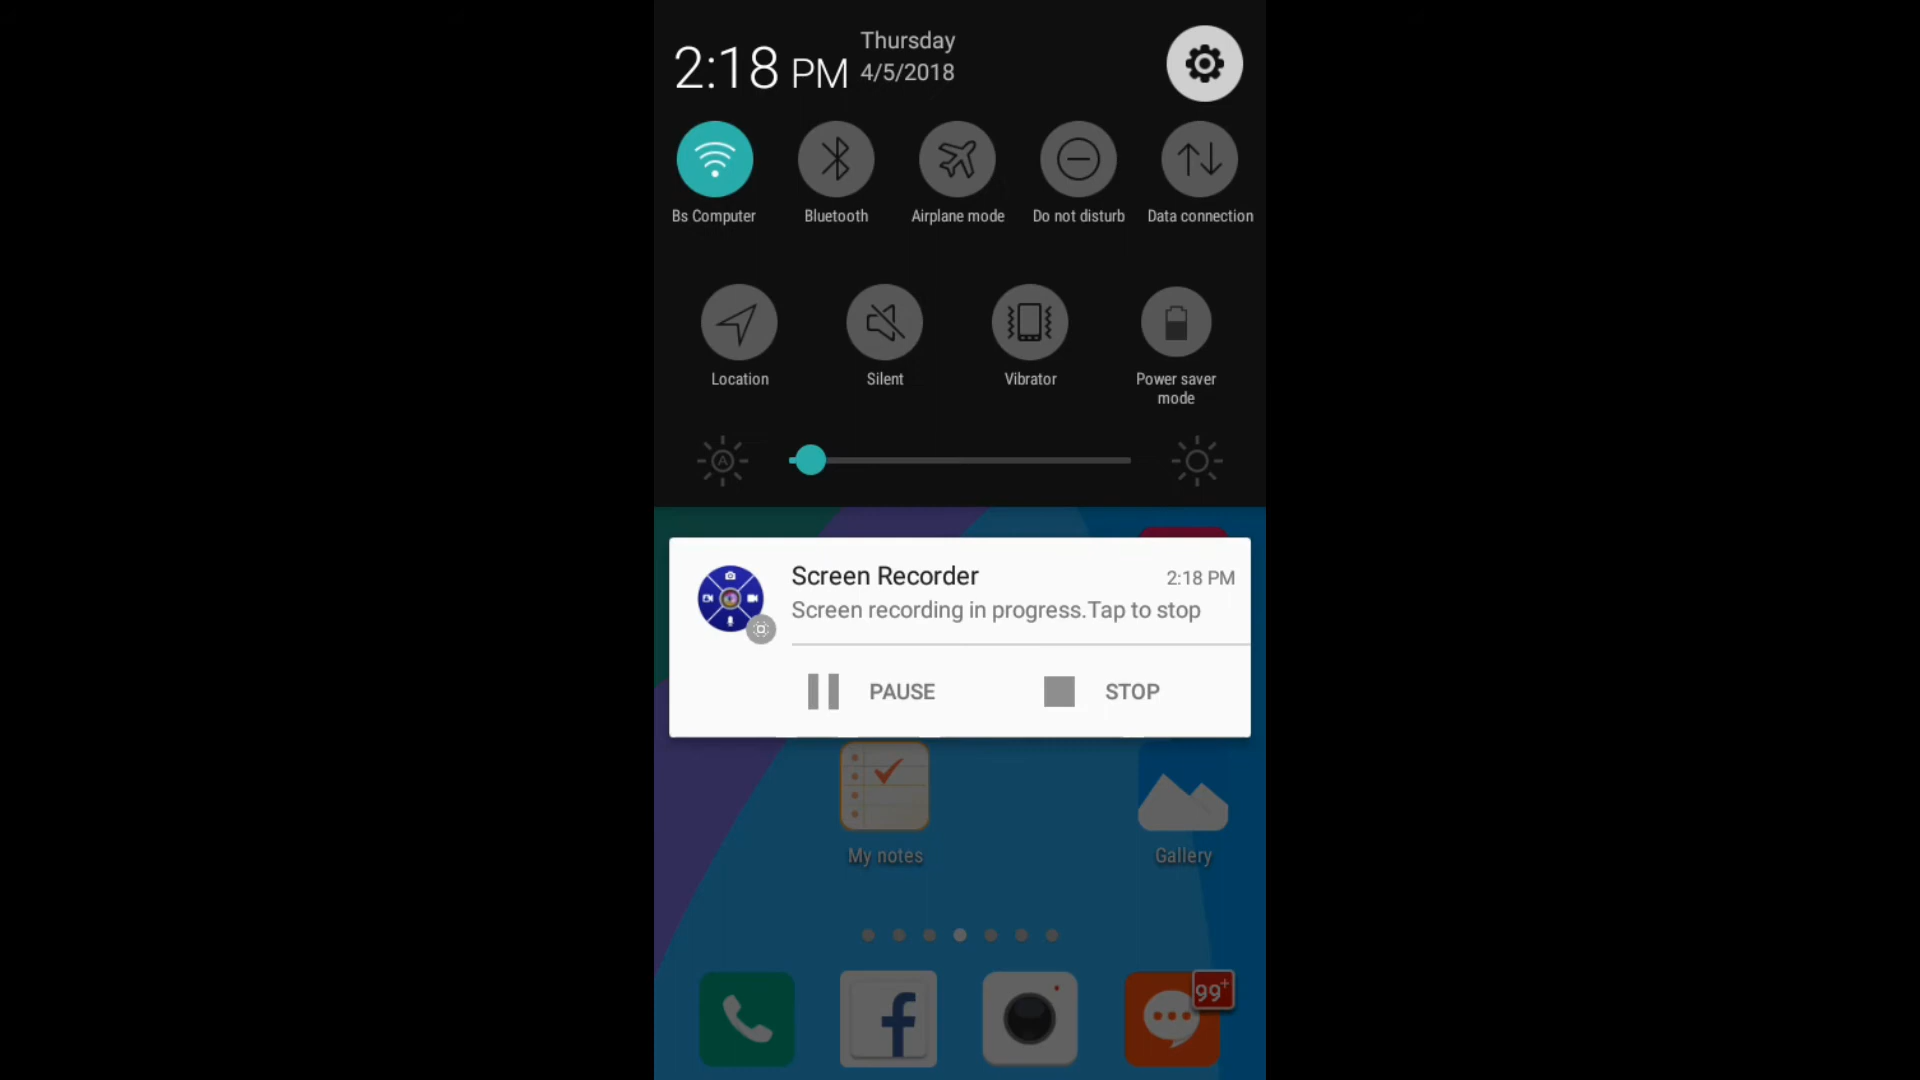 2:18 PM
Thursday
4/5/2018
Bs Computer
Bluetooth
Airplane mode
Do not disturb
Data connection
Location
Silent
Vibrator
Power saver
mode
A
Screen Recorder
2:18 PM
Screen recording in progress.Tap to stop
PAUSE
STOP
My notes
Gallery
f
99+